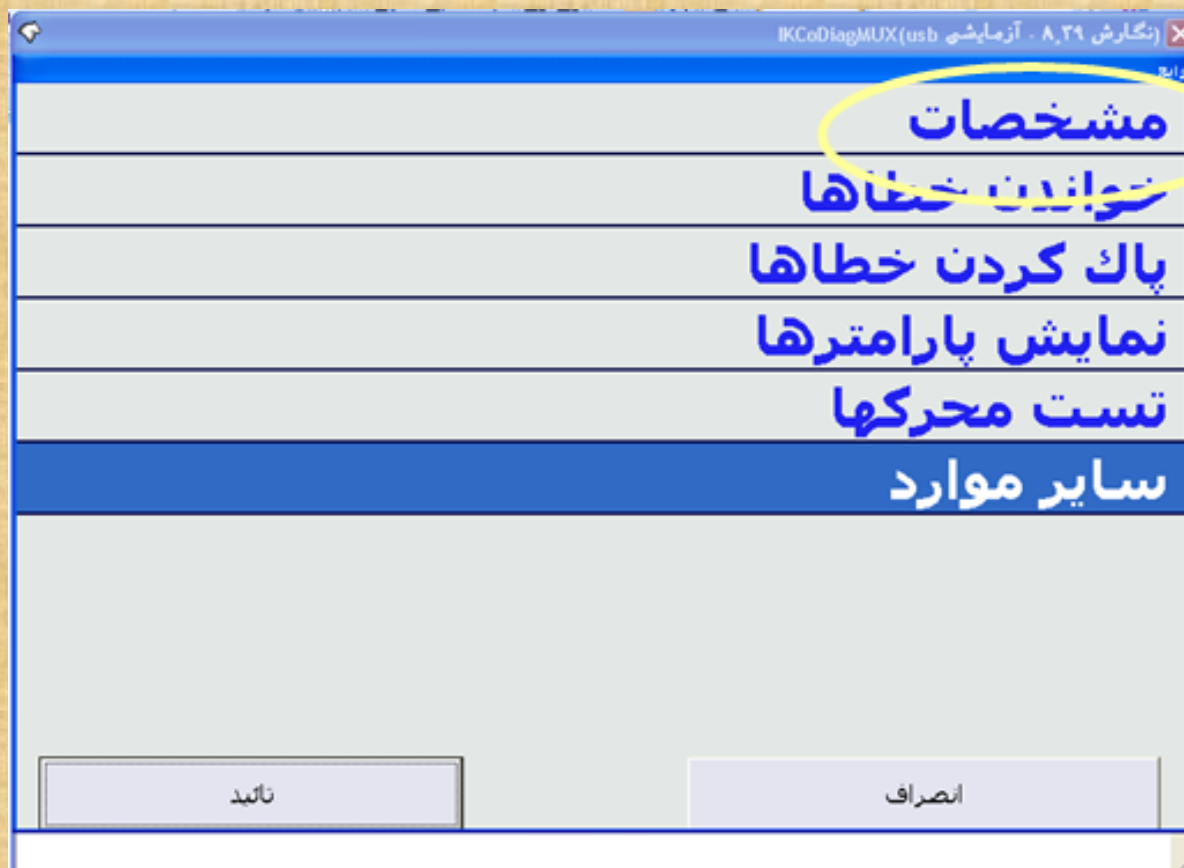 IKCoDiagMUX(usb نگارش ۸,۳۹ - آزمایشی)
مشخصات
خواندن خطاها
پاك كردن خطاها
نمایش پارامترها
تست محركها
سایر موارد
انصراف
تائید